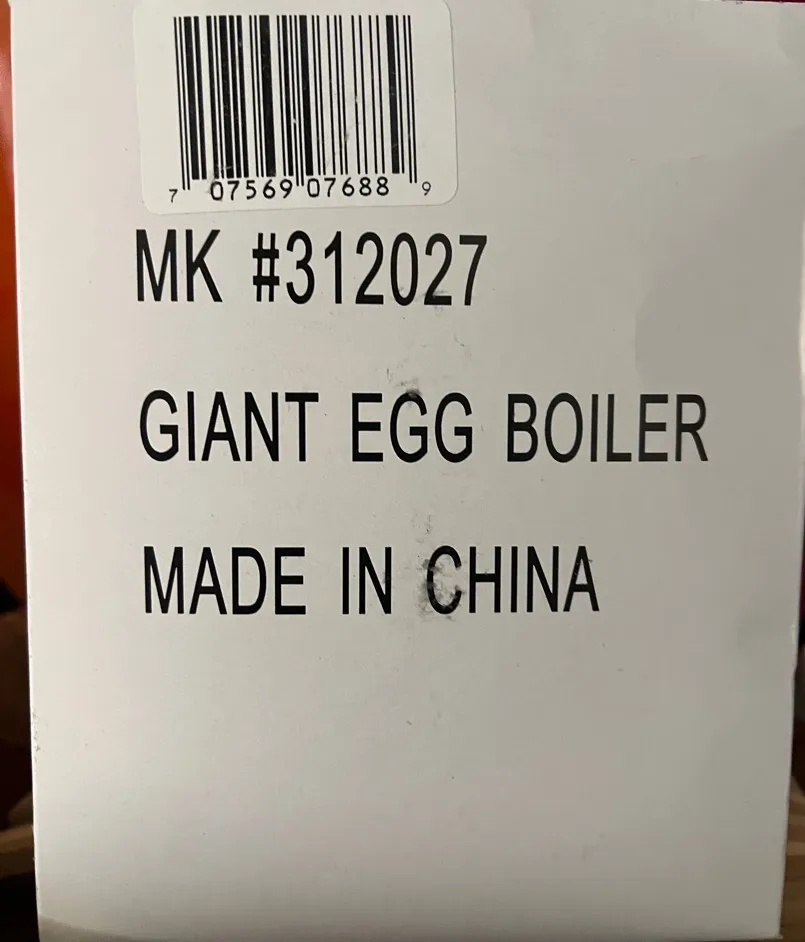 7 07569 07688 9
MK #312027
GIANT EGG BOILER
MADE IN CHINA